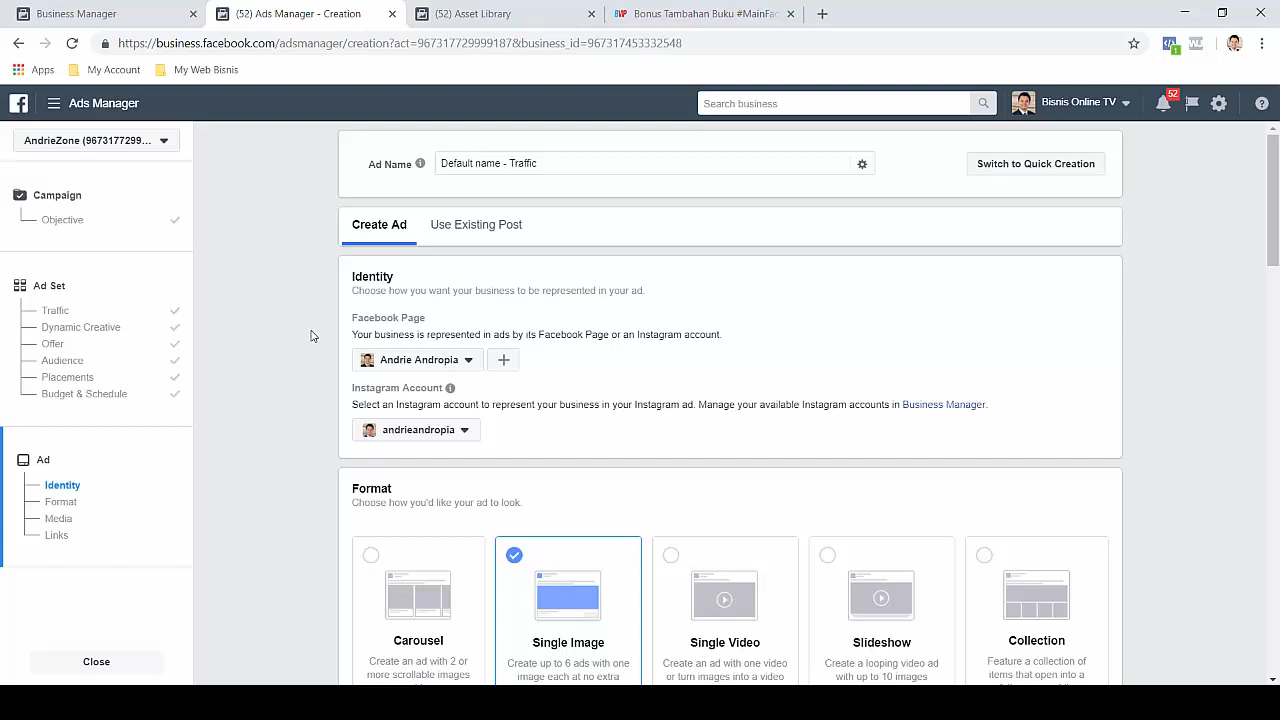 Business Manager
(52) Ads Manager - Creation
(52) Asset Library
BVP Bonus Tambahan Buku #MainFac
https://business.facebook.com/adsmanager/creation?act=967317729991878&business_id=967317453332548
1
Apps
My Account
My Web Bisnis
Ads Manager
Search business
Bisnis Online TV
52
AndrieZone (9673177299...
Campaign
Objective
Ad Set
Traffic
Dynamic Creative
Offer
Audience
Placements
Budget & Schedule
Ad
Identity
Format
Media
Links
Close
Ad Name
Default name - Traffic
Switch to Quick Creation
Create Ad
Use Existing Post
Identity
Choose how you want your business to be represented in your ad.
Facebook Page
Your business is represented in ads by its Facebook Page or an Instagram account.
Andrie Andropia
Instagram Account
Select an Instagram account to represent your business in your Instagram ad. Manage your available Instagram accounts in Business Manager.
andrieandropia
Format
Choose how you'd like your ad to look.
Carousel
Create an ad with 2 or
more scrollable images
Single Image
Create up to 6 ads with one
image each at no extra
Single Video
Create an ad with one video
or turn images into a video
Slideshow
Create a looping video ad
with up to 10 images
Collection
Feature a collection of
items that open into a